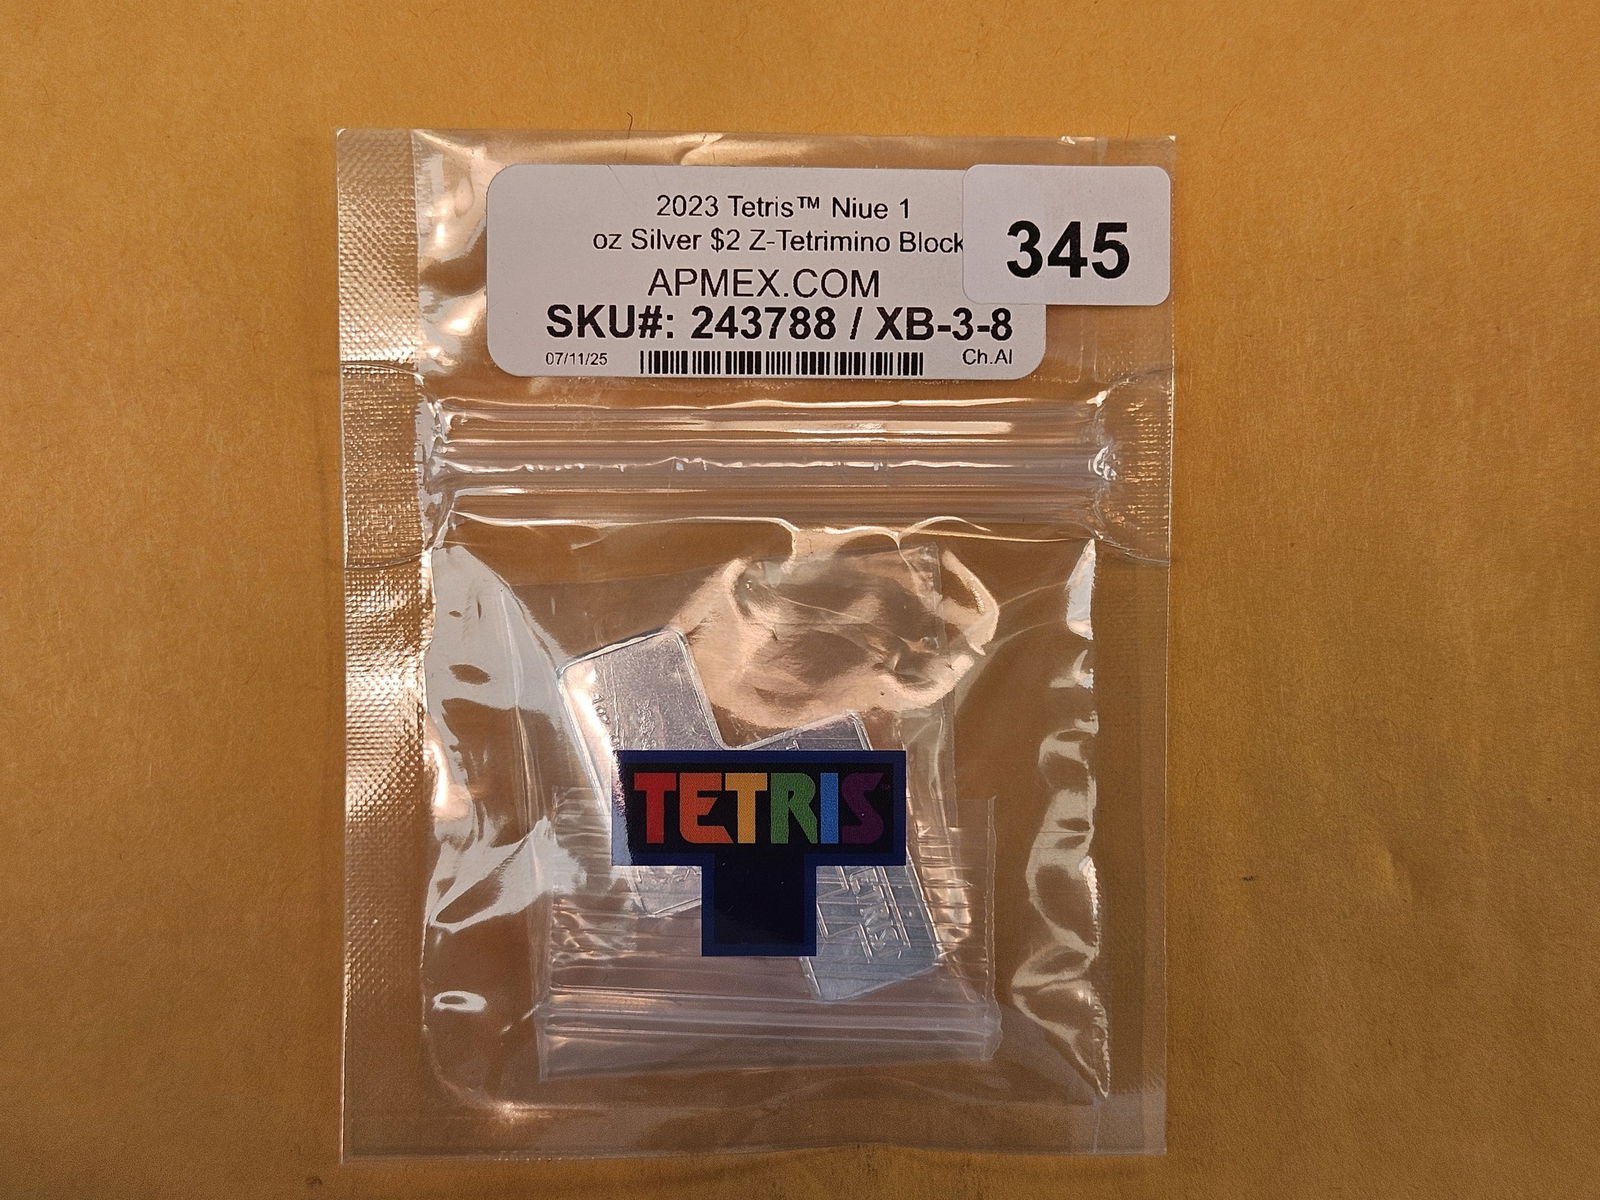 2023 Tetris™ Niue 1
oz Silver $2 Z-Tetrimino Block
345
APMEX.COM
SKU#: 243788 / XB-3-8
07/11/25
Ch.Al
TETRIS